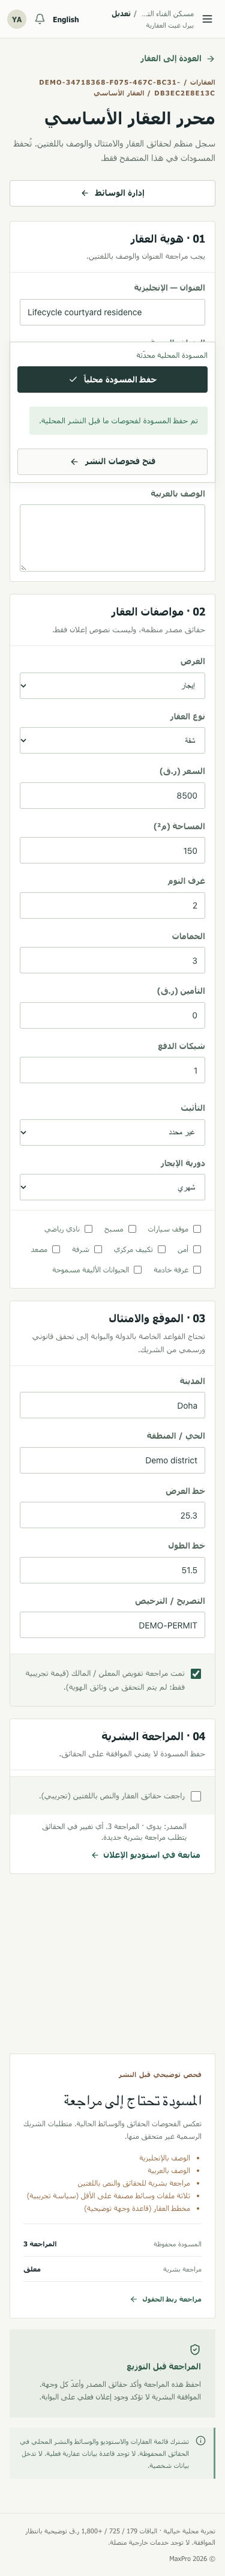 مسكن الفناء الد... / تعديل
بيرل غيت العقارية
English
YA
العودة إلى العقار
العقارات / DEMO-34718368-F075-467C-BC31-
DB3EC2E8E13C / العقار الأساسي
محرر العقار الأساسي
سجل منظم لحقائق العقار والامتثال والوصف باللغتين. تُحفظ
المسودات في هذا المتصفح فقط.
إدارة الوسائط
01 · هوية العقار
يجب مراجعة العنوان والوصف باللغتين.
العنوان — الإنجليزية
Lifecycle courtyard residence
المسودة المحلية محدّثة
حفظ المسودة محلياً
تم حفظ المسودة لفحوصات ما قبل النشر المحلية.
فتح فحوصات النشر
الوصف بالعربية
02 · مواصفات العقار
حقائق مصدر منظمة، وليست نصوص إعلان فقط.
الغرض
إيجار
نوع العقار
شقة
السعر (ر.ق)
8500
المساحة (م²)
150
غرف النوم
2
الحمامات
3
التأمين (ر.ق)
0
شيكات الدفع
1
التأثيث
غير محدد
دورية الإيجار
شهري
موقف سيارات
مسبح
نادي رياضي
أمن
تكييف مركزي
شرفة
مصعد
غرفة خادمة
الحيوانات الأليفة مسموحة
03 · الموقع والامتثال
تحتاج القواعد الخاصة بالدولة والبوابة إلى تحقق قانوني
ورسمي من الشريك.
المدينة
Doha
الحي / المنطقة
Demo district
خط العرض
25.3
خط الطول
51.5
التصريح / الترخيص
DEMO-PERMIT
تمت مراجعة تفويض المعلن / المالك (قيمة تجريبية
فقط؛ لم يتم التحقق من وثائق الهوية).
04 · المراجعة البشرية
حفظ المسودة لا يعني الموافقة على الحقائق.
راجعت حقائق العقار والنص باللغتين (تجريبي).
المصدر: يدوي · المراجعة 3. أي تغيير في الحقائق
يتطلب مراجعة بشرية جديدة.
متابعة في استوديو الإعلان
فحص توضيحي قبل النشر
المسودة تحتاج إلى مراجعة
تعكس الفحوصات الحقائق والوسائط الحالية. متطلبات الشريك
الرسمية غير متحقق منها.
الوصف بالإنجليزية
الوصف بالعربية
مراجعة بشرية للحقائق والنص باللغتين
ثلاثة ملفات وسائط مصنفة على الأقل (سياسة تجريبية)
مخطط العقار (قاعدة وجهة توضيحية)
المسودة محفوظة
المراجعة 3
مراجعة بشرية
معلق
مراجعة ربط الحقول
المراجعة قبل التوزيع
احفظ هذه المراجعة وأكد حقائق المصدر وأعدّ كل وجهة.
الموافقة البشرية لا تؤكد وجود إعلان فعلي على البوابة.
تشترك قائمة العقارات والاستوديو والوسائط والنشر المحلي في
الحقائق المحفوظة. لا توجد قاعدة بيانات عقارية فعلية. لا تدخل
بيانات شخصية.
تجربة محلية خيالية · الباقات 179 / 725 / +1,800 ر.ق توضيحية بانتظار
الموافقة. لا توجد خدمات خارجية متصلة.
© 2026 MaxPro